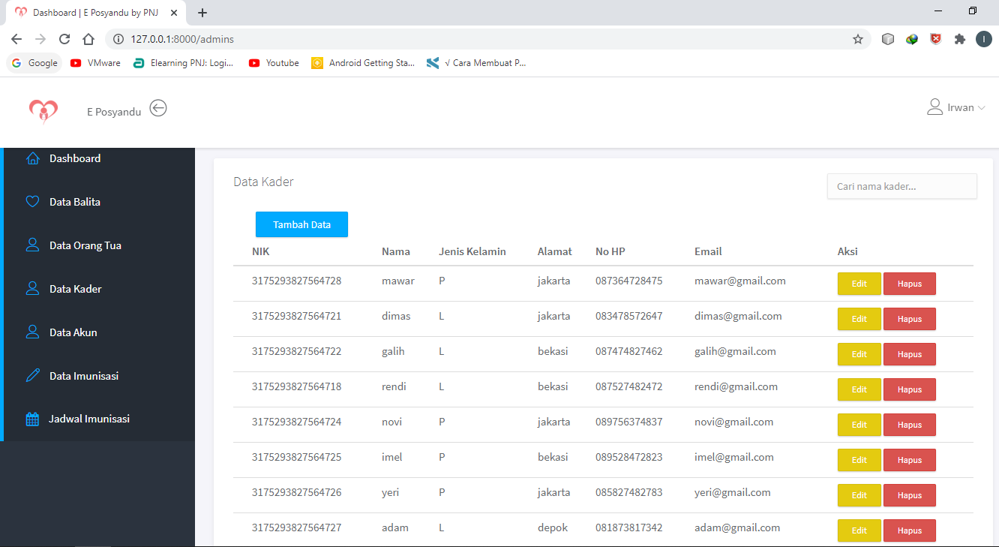 Dashboard | E Posyandu by PNJ
127.0.0.1:8000/admins
I
Google VMware Elearning PNJ: Logi... Youtube Android Getting Sta... √ Cara Membuat P...
E Posyandu
Irwan
Dashboard
Data Balita
Data Orang Tua
Data Kader
Data Akun
Data Imunisasi
Jadwal Imunisasi
Data Kader
Cari nama kader...
Tambah Data
NIK Nama Jenis Kelamin Alamat No HP Email Aksi
3175293827564728 mawar P jakarta 087364728475 mawar@gmail.com Edit Hapus
3175293827564721 dimas L jakarta 083478572647 dimas@gmail.com Edit Hapus
3175293827564722 galih L bekasi 087474827462 galih@gmail.com Edit Hapus
3175293827564718 rendi L bekasi 087527482472 rendi@gmail.com Edit Hapus
3175293827564724 novi P jakarta 089756374837 novi@gmail.com Edit Hapus
3175293827564725 imel P bekasi 089528472823 imel@gmail.com Edit Hapus
3175293827564726 yeri P jakarta 085827482783 yeri@gmail.com Edit Hapus
3175293827564727 adam L depok 081873817342 adam@gmail.com Edit Hapus